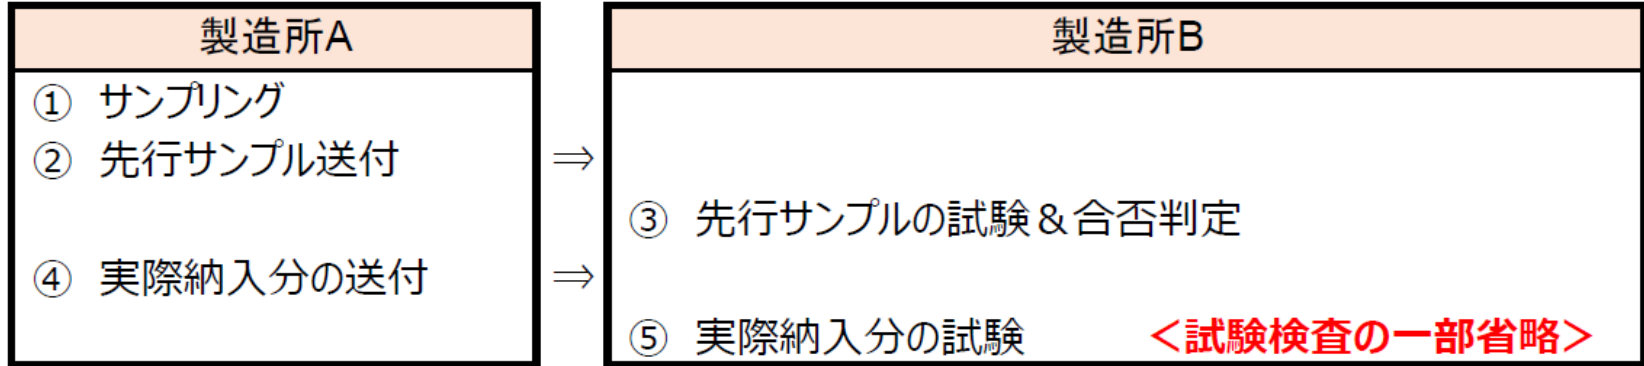 製造所A
製造所B
① サンプリング
② 先行サンプル送付
⇒
③ 先行サンプルの試験＆合否判定
④ 実際納入分の送付
⇒
⑤ 実際納入分の試験 ＜試験検査の一部省略＞